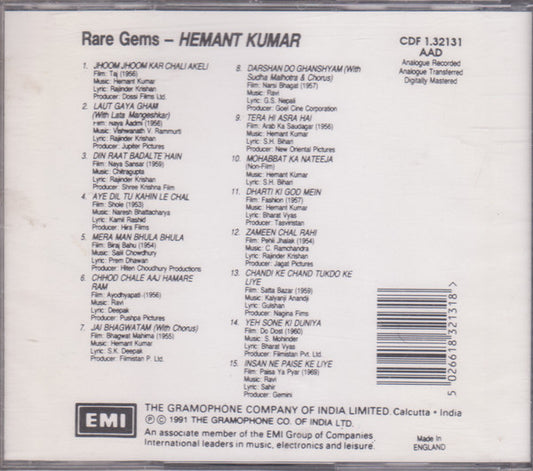 Rare Gems – HEMANT KUMAR
CDF 1.32131
AAD
Analogue Recorded
Analogue Transferred
Digitally Mastered
1. JHOOM JHOOM KAR CHALI AKELI
Film: Taj (1956)
Music: Hemant Kumar
Lyric: Rajinder Krishan
Producer: Dossi Films Ltd.
2. LAUT GAYA GHAM
(With Lata Mangeshkar)
Film: Naya Aadmi (1956)
Music: Vishwanath V. Rammurti
Lyric: Rajinder Krishan
Producer: Jupiter Pictures
3. DIN RAAT BADALTE HAIN
Film: Naya Sansar (1959)
Music: Chitragupta
Lyric: Rajinder Krishan
Producer: Shree Krishna Film
4. AYE DIL TU KAHIN LE CHAL
Film: Shole (1953)
Music: Naresh Bhattacharya
Lyric: Kamil Rashid
Producer: Hira Films
5. MERA MAN BHULA BHULA
Film: Biraj Bahu (1954)
Music: Salil Chowdhury
Lyric: Prem Dhawan
Producer: Hiten Choudhury Productions
6. CHHOD CHALE AAJ HAMARE
RAM
Film: Ayodhyapati (1956)
Music: Ravi
Lyric: Deepak
Producer: Pushpa Pictures
7. JAI BHAGWATAM (With Chorus)
Film: Bhagwat Mahima (1955)
Music: Hemant Kumar
Lyric: S.K. Deepak
Producer: Filmistan P. Ltd.
8. DARSHAN DO GHANSHYAM (With
Sudha Malhotra & Chorus)
Film: Narsi Bhagat (1957)
Music: Ravi
Lyric: G.S. Nepali
Producer: Goel Cine Corporation
9. TERA HI ASRA HAI
Film: Arab Ka Saudagar (1956)
Music: Hemant Kumar
Lyric: S.H. Bihari
Producer: New Oriental Pictures
10. MOHABBAT KA NATEEJA
(Non-Film)
Music: Hemant Kumar
Lyric: S.H. Bihari
11. DHARTI KI GOD MEIN
Film: Fashion (1957)
Music: Hemant Kumar
Lyric: Bharat Vyas
Producer: Tasviristan
12. ZAMEEN CHAL RAHI
Film: Pehli Jhalak (1954)
Music: C. Ramchandra
Lyric: Rajinder Krishan
Producer: Jagat Pictures
13. CHANDI KE CHAND TUKDO KE
LIYE
Film: Satta Bazar (1959)
Music: Kalyanji Anandji
Lyric: Gulshan
Producer: Nagina Films
14. YEH SONE KI DUNIYA
Film: Do Dost (1960)
Music: S. Mohinder
Lyric: Bharat Vyas
Producer: Filmistan Pvt. Ltd.
15. INSAN NE PAISE KE LIYE
Film: Paisa Ya Pyar (1969)
Music: Ravi
Lyric: Sahir
Producer: Gemini
5 026618 321318 >
EMI
THE GRAMOPHONE COMPANY OF INDIA LIMITED. Calcutta • India
Ⓟ © 1991 THE GRAMOPHONE CO. OF INDIA LTD.
An associate member of the EMI Group of Companies
International leaders in music, electronics and leisure.
Made in
ENGLAND